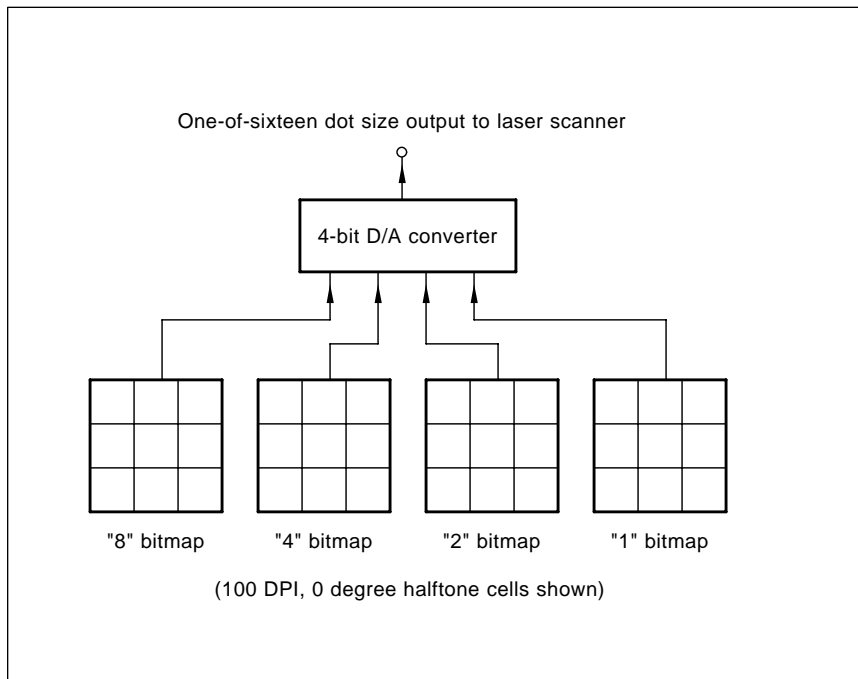 One-of-sixteen dot size output to laser scanner
4-bit D/A converter
"8" bitmap "4" bitmap "2" bitmap "1" bitmap
(100 DPI, 0 degree halftone cells shown)